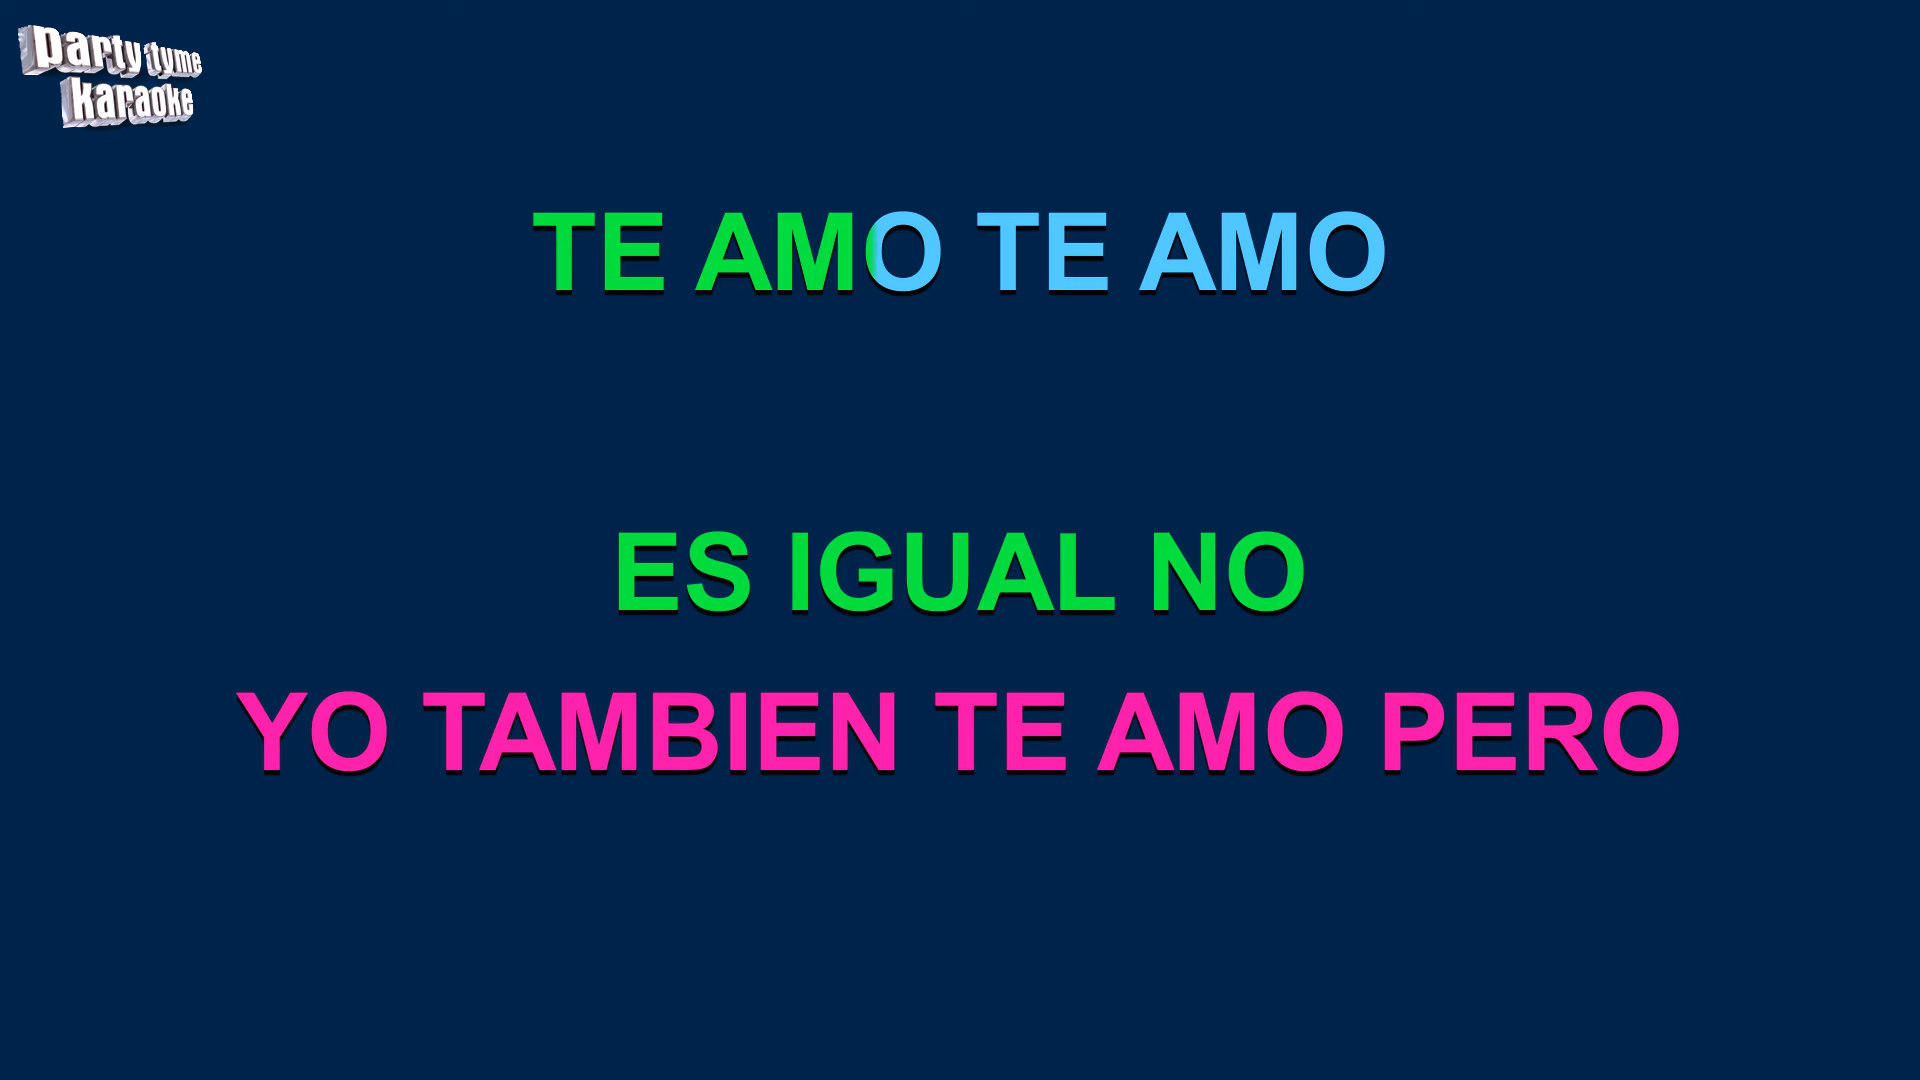 party tyme
karaoke
TE AMO TE AMO
ES IGUAL NO
YO TAMBIEN TE AMO PERO